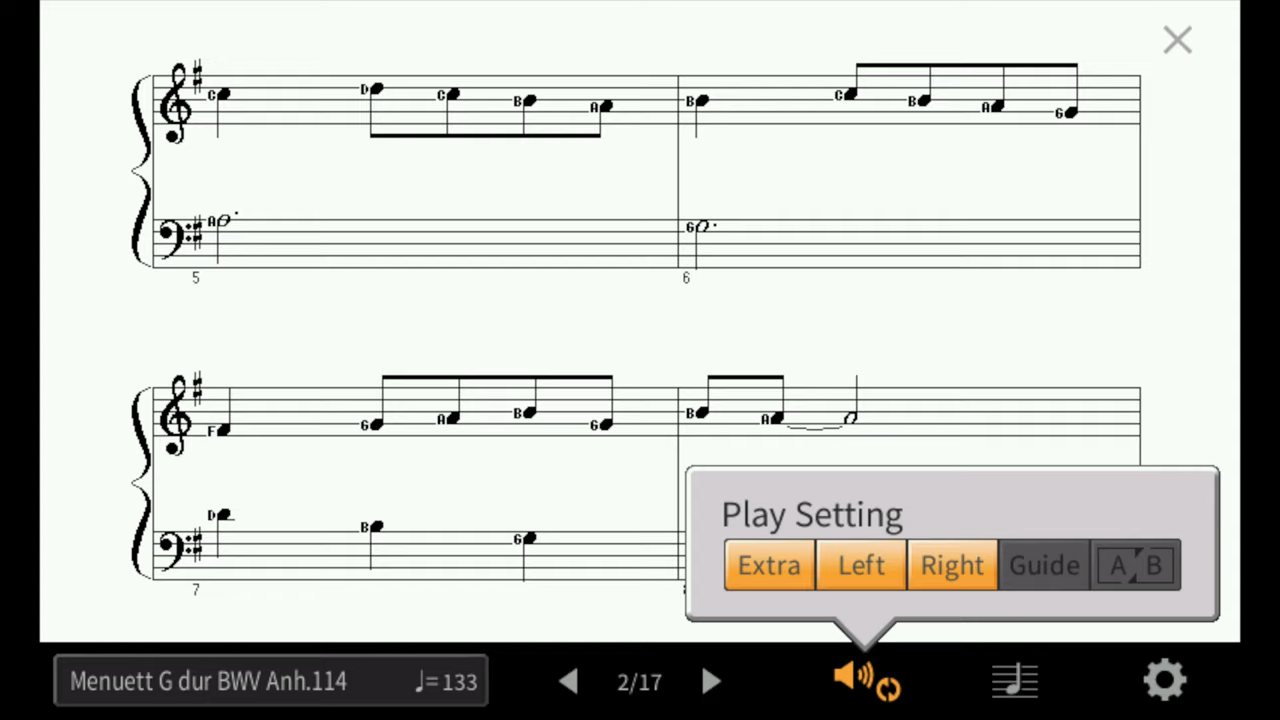 C D C B A B C B A G
A G
5 6
F G A B G B A
D B G
7
Play Setting
Extra Left Right Guide A B
Menuett G dur BWV Anh.114 ♩=133 2/17